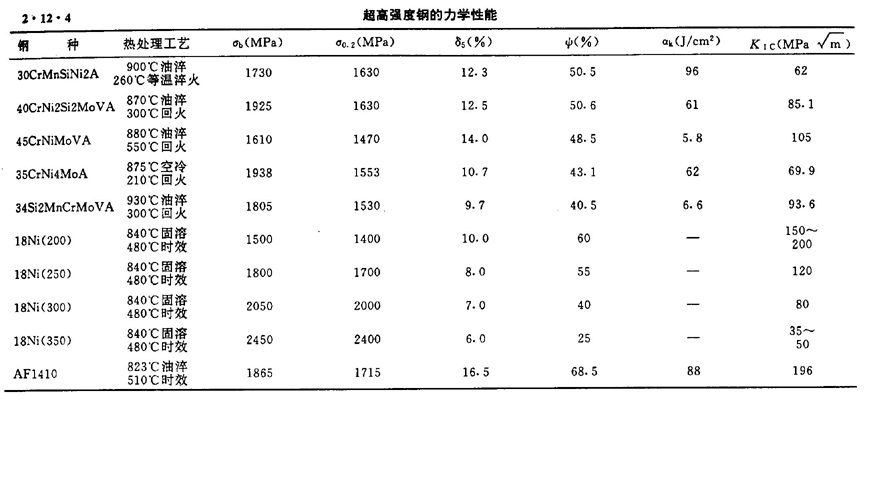 2·12·4 超高强度钢的力学性能
钢 种 热处理工艺 σb(MPa) σ0.2(MPa) δ5(%) ψ(%) αk(J/cm²) K1C(MPa √m)
30CrMnSiNi2A 900℃油淬 260℃等温淬火 1730 1630 12.3 50.5 96 62
40CrNi2Si2MoVA 870℃油淬 300℃回火 1925 1630 12.5 50.6 61 85.1
45CrNiMoVA 880℃油淬 550℃回火 1610 1470 14.0 48.5 5.8 105
35CrNi4MoA 875℃空冷 210℃回火 1938 1553 10.7 43.1 62 69.9
34Si2MnCrMoVA 930℃油淬 300℃回火 1805 1530 9.7 40.5 6.6 93.6
18Ni(200) 840℃固溶 480℃时效 1500 1400 10.0 60 — 150~200
18Ni(250) 840℃固溶 480℃时效 1800 1700 8.0 55 — 120
18Ni(300) 840℃固溶 480℃时效 2050 2000 7.0 40 — 80
18Ni(350) 840℃固溶 480℃时效 2450 2400 6.0 25 — 35~50
AF1410 823℃油淬 510℃时效 1865 1715 16.5 68.5 88 196